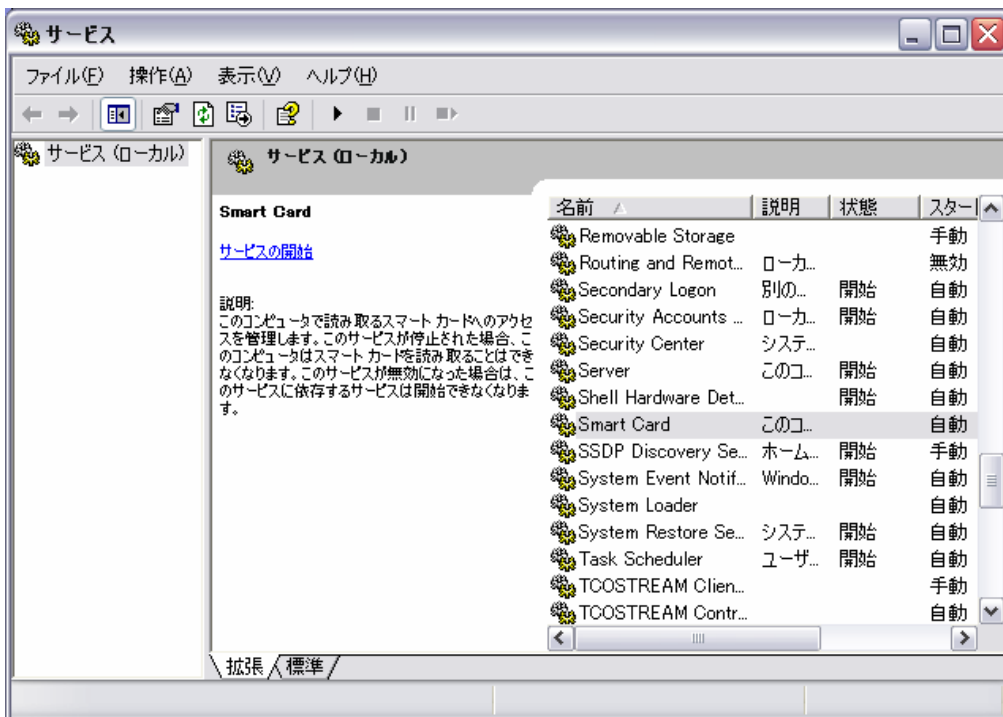 サービス
ファイル(F) 操作(A) 表示(V) ヘルプ(H)
サービス (ローカル)
サービス (ローカル)
Smart Card
サービスの開始
説明:
このコンピュータで読み取るスマート カードへのアクセ
スを管理します。このサービスが停止された場合、こ
のコンピュータはスマート カードを読み取ることはでき
なくなります。このサービスが無効になった場合は、こ
のサービスに依存するサービスは開始できなくなりま
す。
名前 説明 状態 スタート
Removable Storage 手動
Routing and Remot... ローカ... 無効
Secondary Logon 別の... 開始 自動
Security Accounts ... ローカ... 開始 自動
Security Center システ... 自動
Server このコ... 開始 自動
Shell Hardware Det... 開始 自動
Smart Card このコ... 自動
SSDP Discovery Se... ホーム... 開始 手動
System Event Notif... Windo... 開始 自動
System Loader 自動
System Restore Se... システ... 開始 自動
Task Scheduler ユーザ... 開始 自動
TCOSTREAM Clien... 手動
TCOSTREAM Contr... 自動
拡張 標準